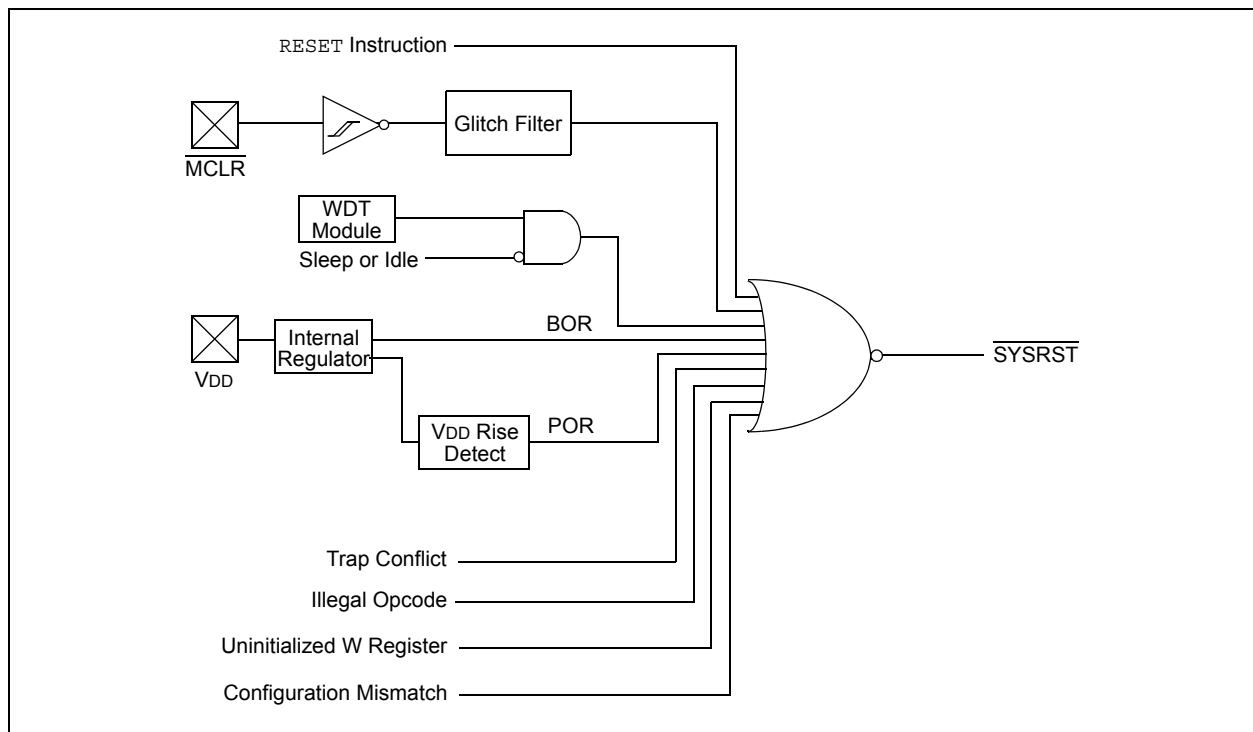 RESET Instruction
Glitch Filter
MCLR
WDT
Module
Sleep or Idle
BOR
Internal
Regulator
SYSRST
VDD
POR
VDD Rise
Detect
Trap Conflict
Illegal Opcode
Uninitialized W Register
Configuration Mismatch